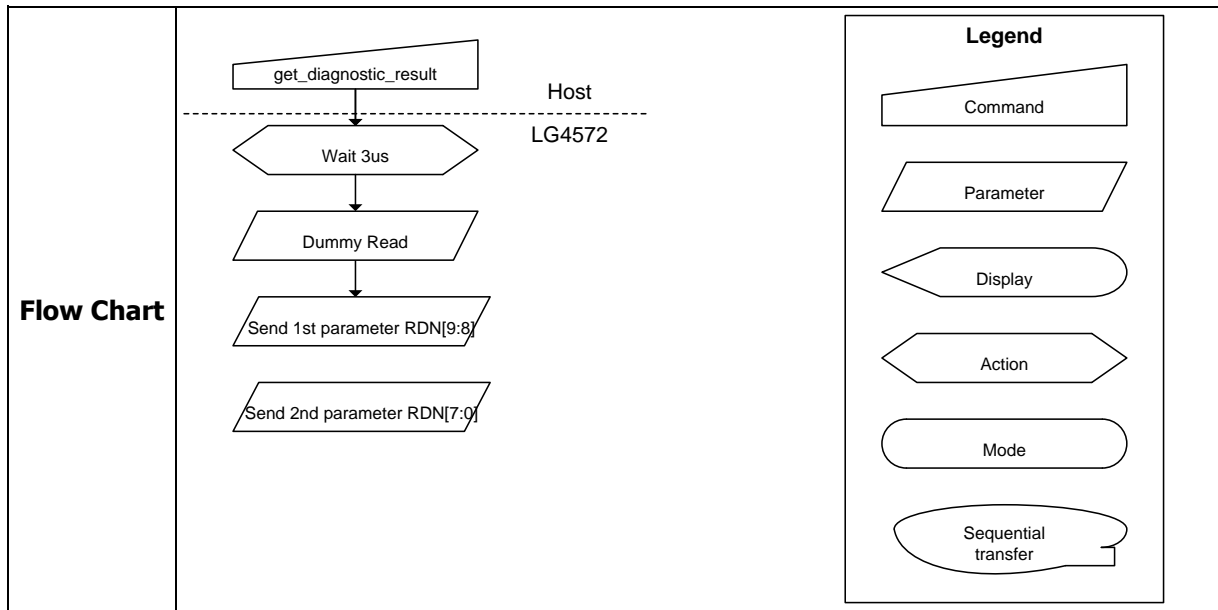 Flow Chart
get_diagnostic_result
Host
LG4572
Wait 3us
Dummy Read
Send 1st parameter RDN[9:8]
Send 2nd parameter RDN[7:0]
Legend
Command
Parameter
Display
Action
Mode
Sequential
transfer